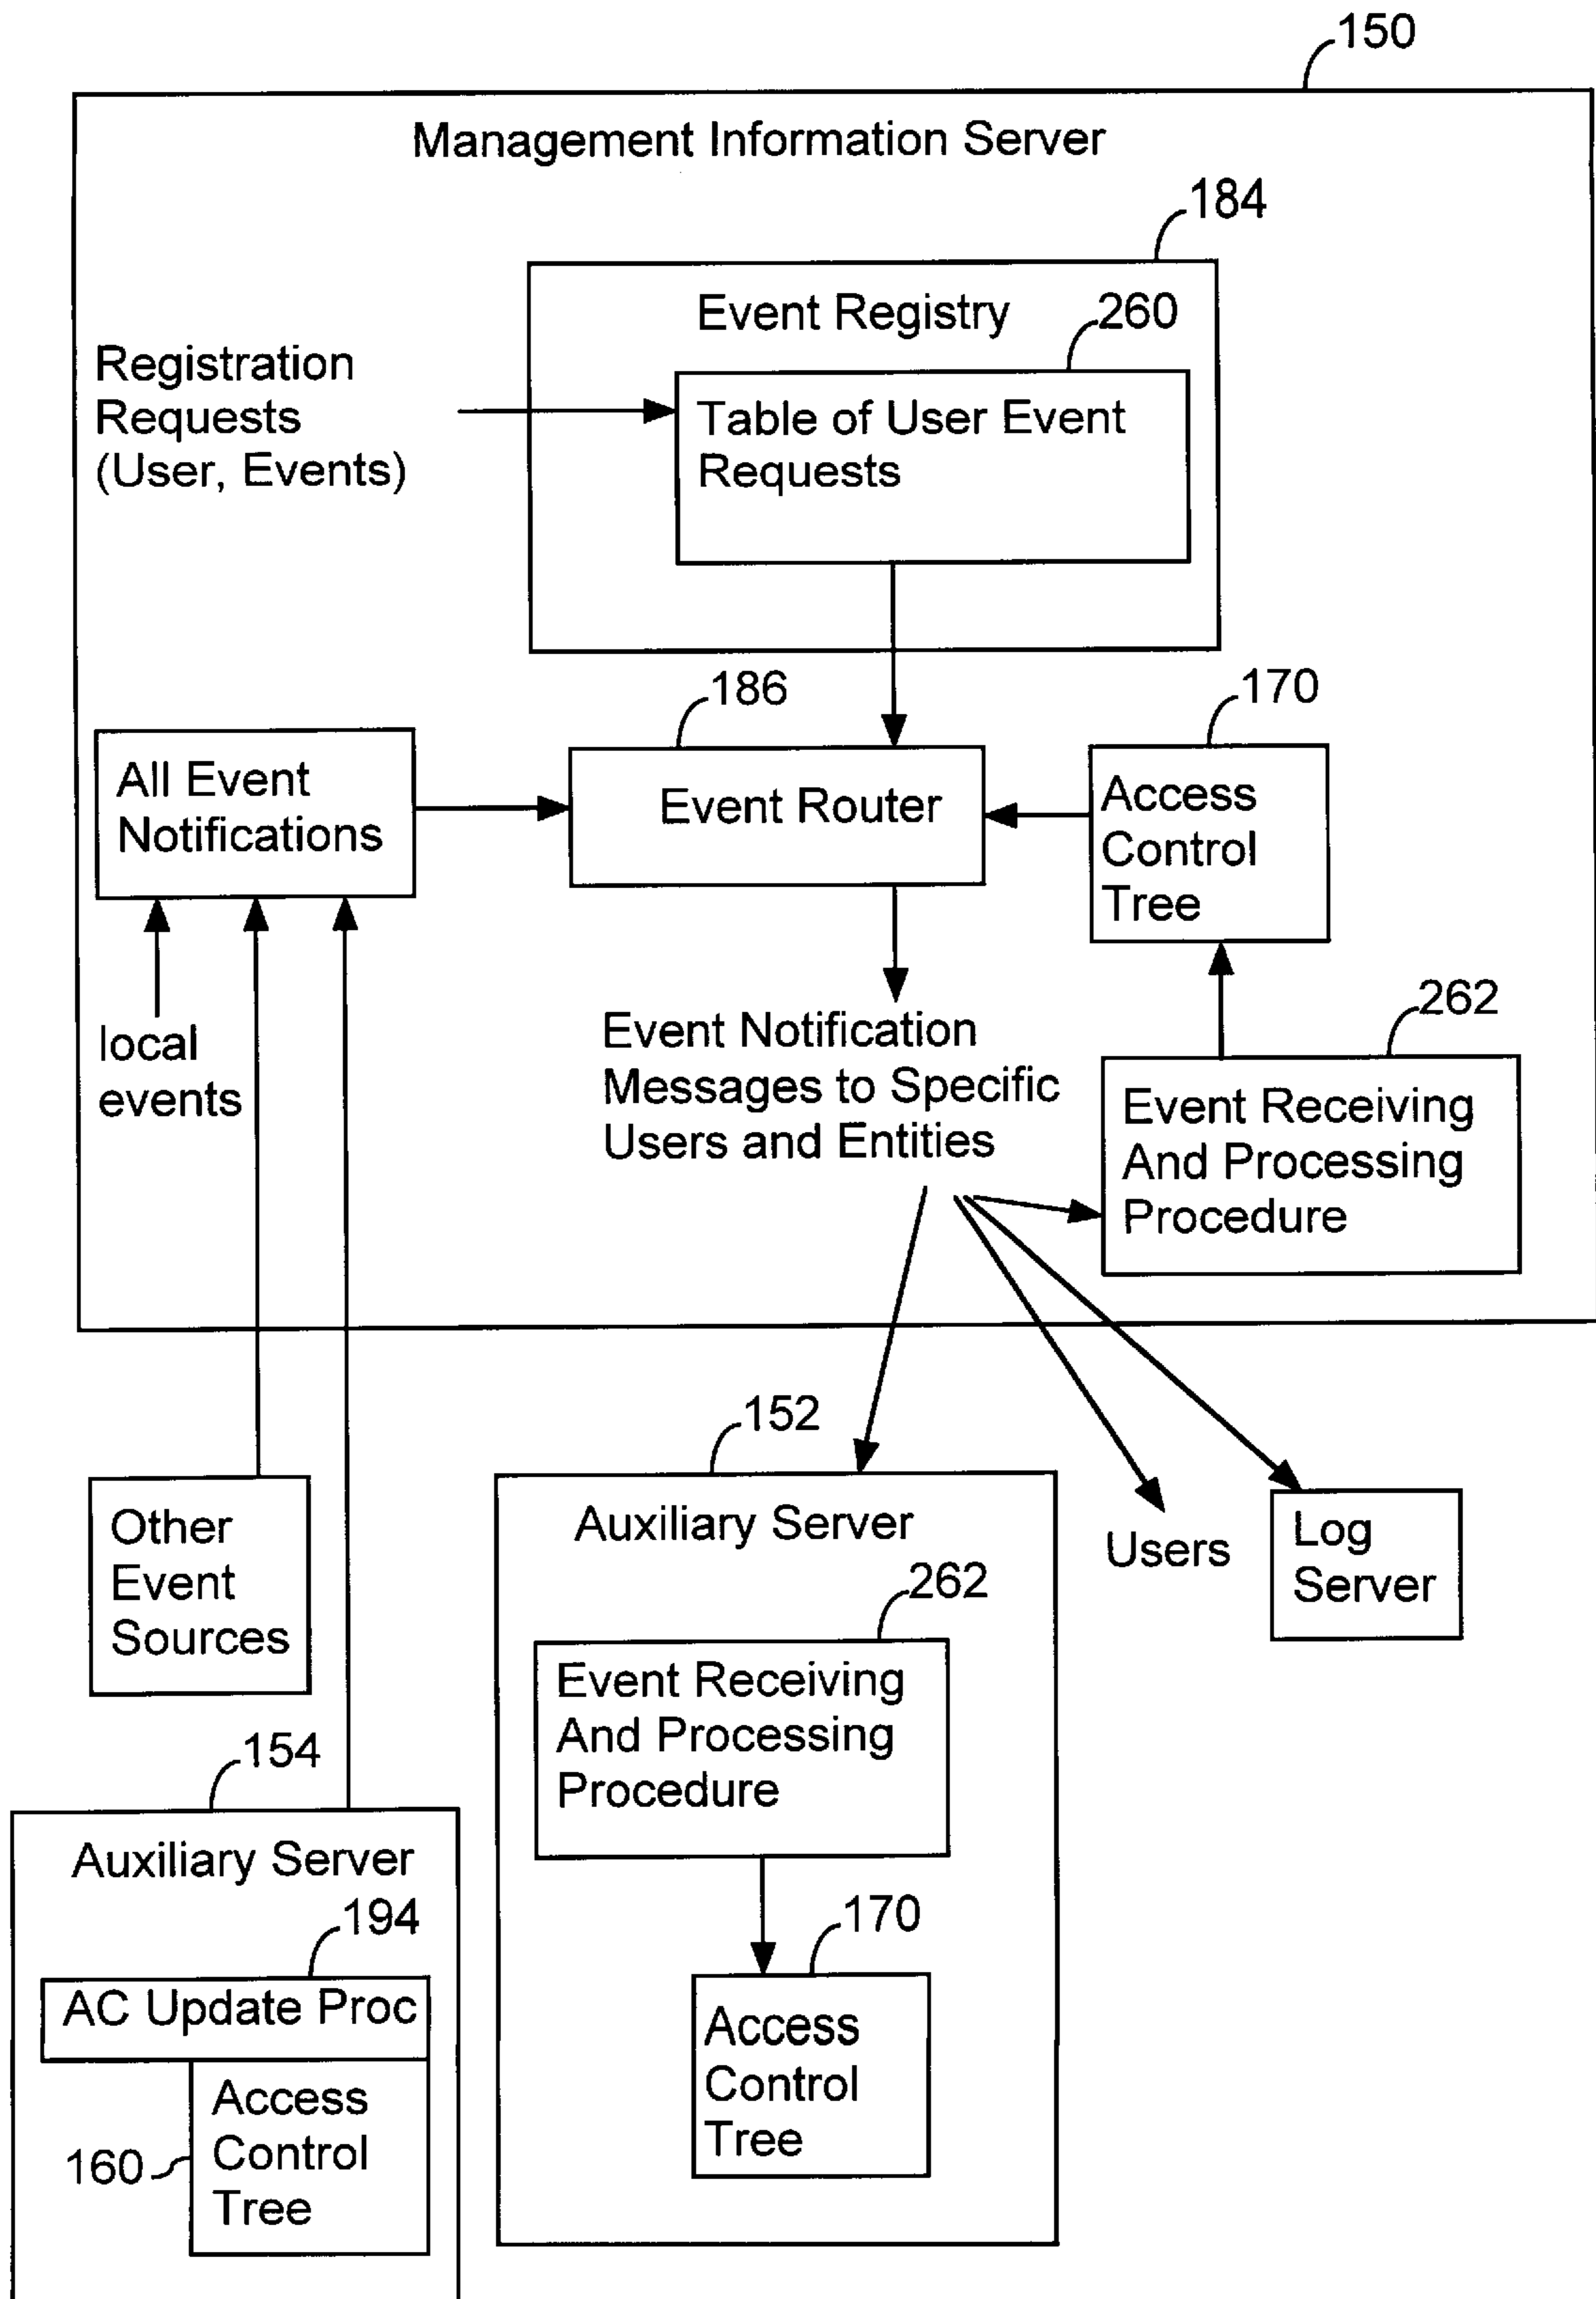 150
Management Information Server
184
Event Registry
260
Registration
Requests
(User, Events)
Table of User Event
Requests
186
170
All Event
Notifications
Event Router
Access
Control
Tree
local
events
Event Notification
Messages to Specific
Users and Entities
262
Event Receiving
And Processing
Procedure
152
Other
Event
Sources
Auxiliary Server
Users
Log
Server
262
Event Receiving
And Processing
Procedure
154
Auxiliary Server
194
170
AC Update Proc
Access
Control
Tree
160
Access
Control
Tree